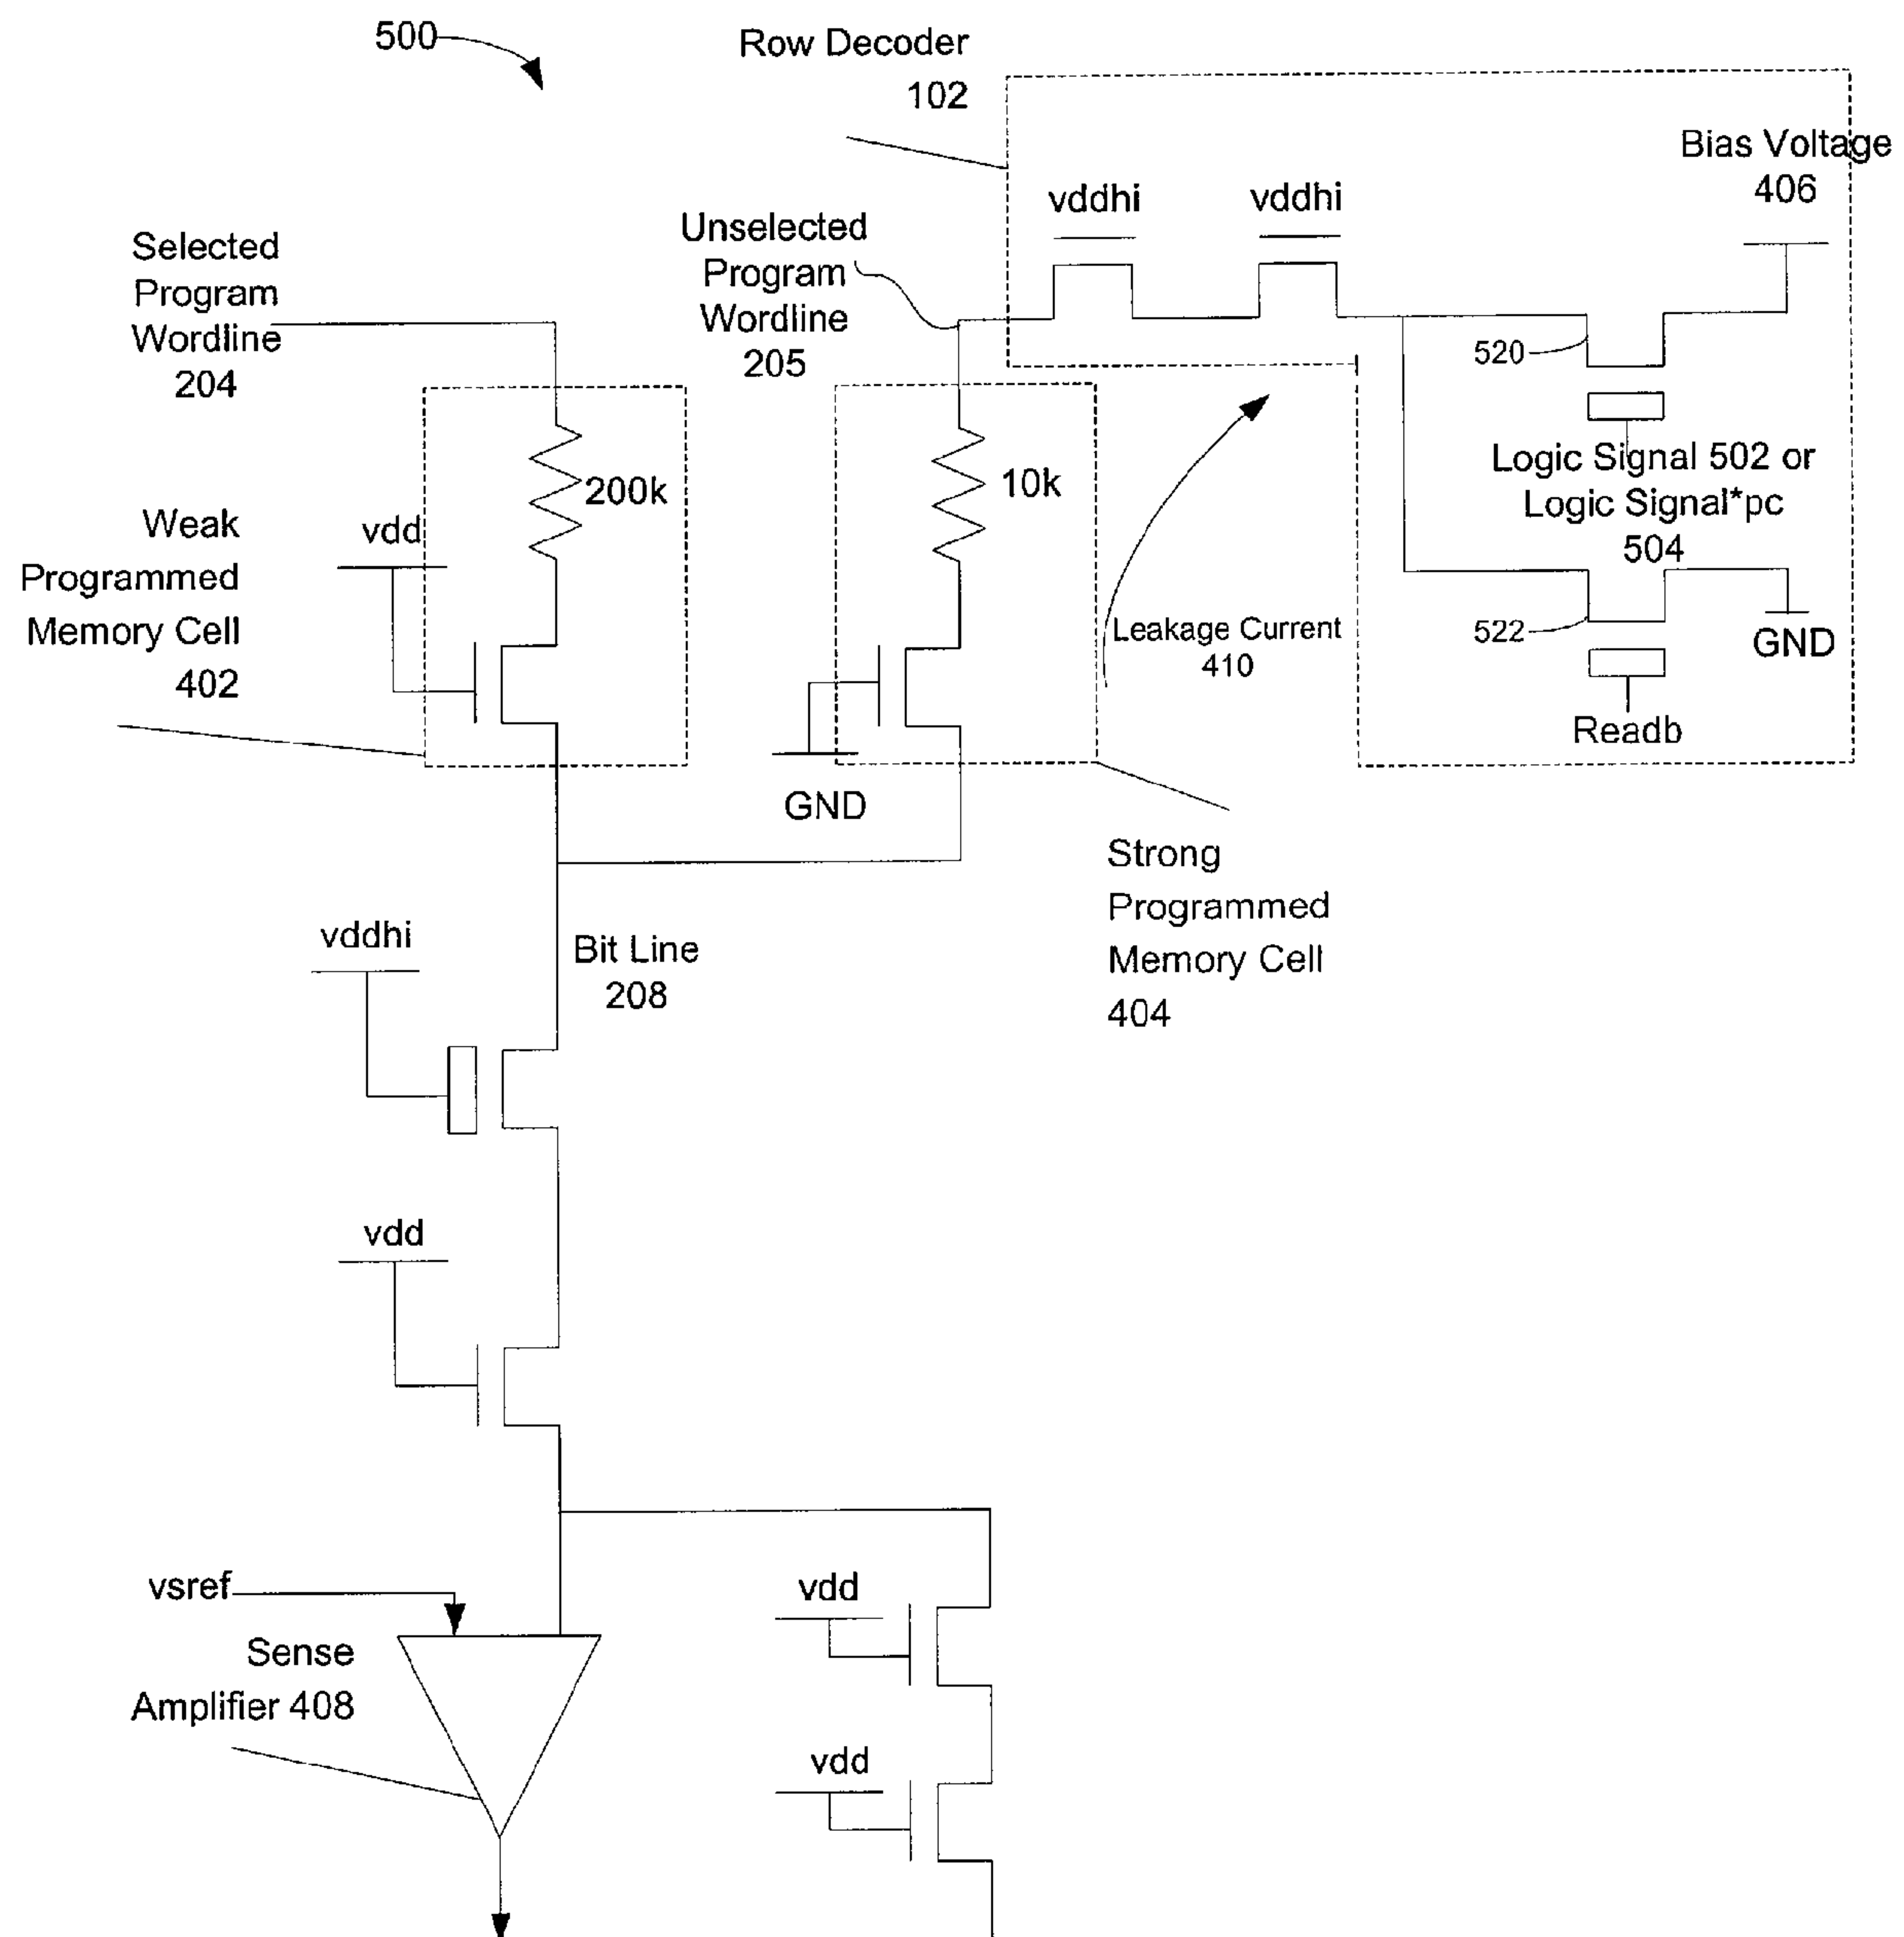 500
Row Decoder
102
Bias Voltage
406
vddhi
vddhi
Selected
Program
Wordline
204
Unselected
Program
Wordline
205
520
200k
10k
Logic Signal 502 or
Logic Signal*pc
504
Weak
Programmed
Memory Cell
402
vdd
Leakage Current
410
522
GND
Readb
GND
Strong
Programmed
Memory Cell
404
vddhi
Bit Line
208
vdd
vsref
Sense
Amplifier 408
vdd
vdd